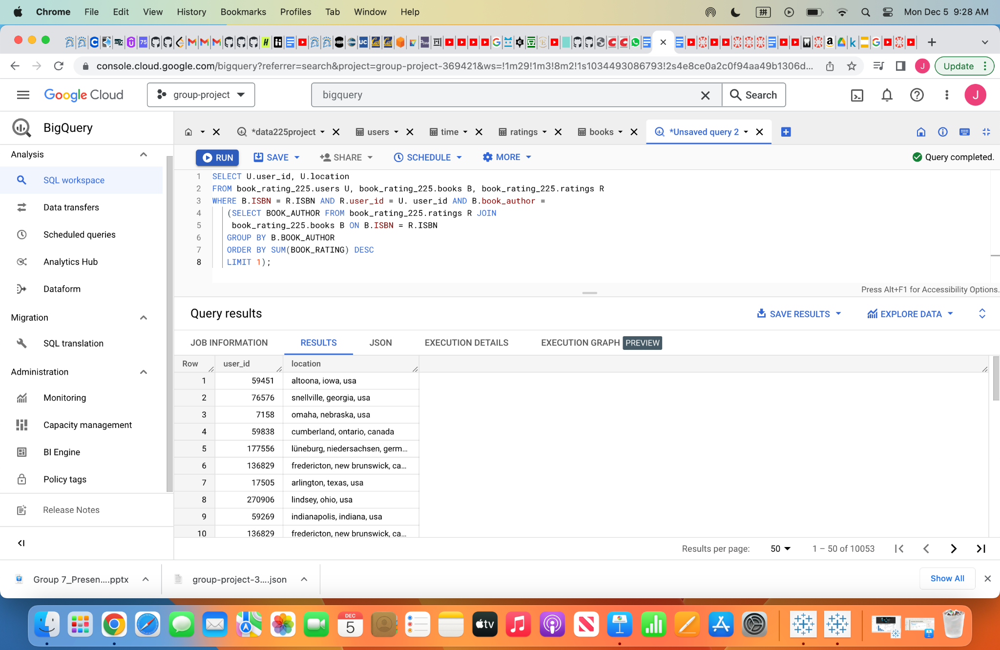 Chrome File Edit View History Bookmarks Profiles Tab Window Help Mon Dec 5 9:28 AM
console.cloud.google.com/bigquery?referrer=search&project=group-project-369421&ws=!1m29!1m3!8m2!1s1034493086793!2s4e8ce0a2c0f94aa49b1306d... J Update
Google Cloud group-project bigquery Search J
BigQuery
*data225project users time ratings books *Unsaved query 2
Analysis
SQL workspace
Data transfers
Scheduled queries
Analytics Hub
Dataform
Migration
SQL translation
Administration
Monitoring
Capacity management
BI Engine
Policy tags
Release Notes
RUN SAVE SHARE SCHEDULE MORE Query completed.
1 SELECT U.user_id, U.location
2 FROM book_rating_225.users U, book_rating_225.books B, book_rating_225.ratings R
3 WHERE B.ISBN = R.ISBN AND R.user_id = U. user_id AND B.book_author =
4 (SELECT BOOK_AUTHOR FROM book_rating_225.ratings R JOIN
5 book_rating_225.books B ON B.ISBN = R.ISBN
6 GROUP BY B.BOOK_AUTHOR
7 ORDER BY SUM(BOOK_RATING) DESC
8 LIMIT 1);
Press Alt+F1 for Accessibility Options.
Query results SAVE RESULTS EXPLORE DATA
JOB INFORMATION RESULTS JSON EXECUTION DETAILS EXECUTION GRAPH PREVIEW
Row user_id location
1 59451 altoona, iowa, usa
2 76576 snellville, georgia, usa
3 7158 omaha, nebraska, usa
4 59838 cumberland, ontario, canada
5 177556 lüneburg, niedersachsen, germ...
6 136829 fredericton, new brunswick, ca...
7 17505 arlington, texas, usa
8 270906 lindsey, ohio, usa
9 59269 indianapolis, indiana, usa
10 136829 fredericton, new brunswick, ca...
Results per page: 50 1 – 50 of 10053
Group 7_Presen....pptx group-project-3....json Show All
DEC
5
tv